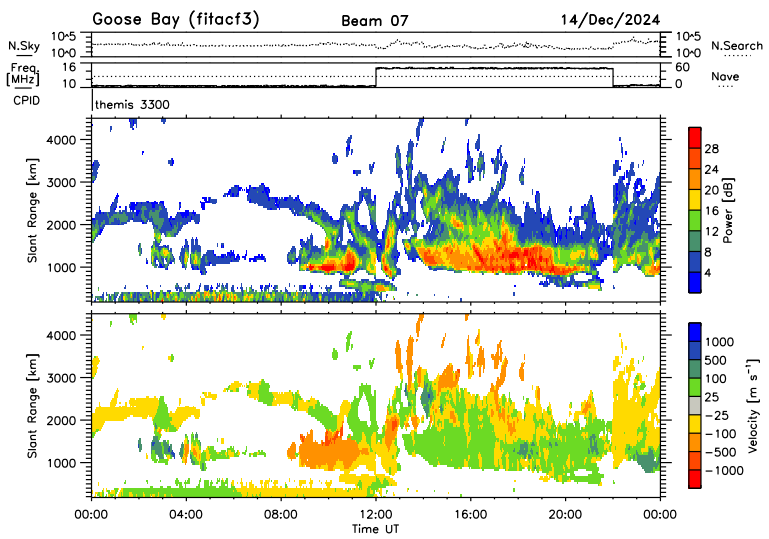 Goose Bay (fitacf3) Beam 07 14/Dec/2024
N.Sky 10^5 10^0 10^5 10^0 N.Search
Freq. [MHz] 16 10 60 0 Nave
CPID themis 3300
4000
3000
2000
1000
Slant Range [km]
28
24
20
16
12
8
4
Power [dB]
4000
3000
2000
1000
Slant Range [km]
1000
500
100
25
-25
-100
-500
-1000
Velocity [m s^-1]
00:00 04:00 08:00 12:00 16:00 20:00 00:00
Time UT